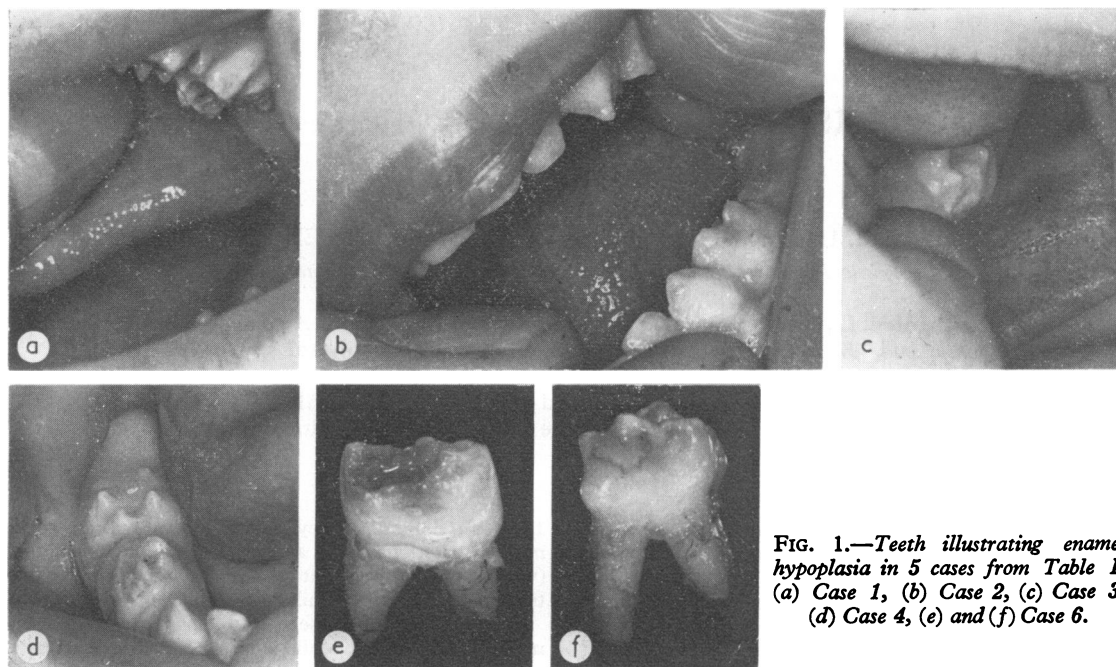 a
b
c
d
e
f
FIG. 1.—Teeth illustrating ename
hypoplasia in 5 cases from Table I
(a) Case 1, (b) Case 2, (c) Case 3
(d) Case 4, (e) and (f) Case 6.